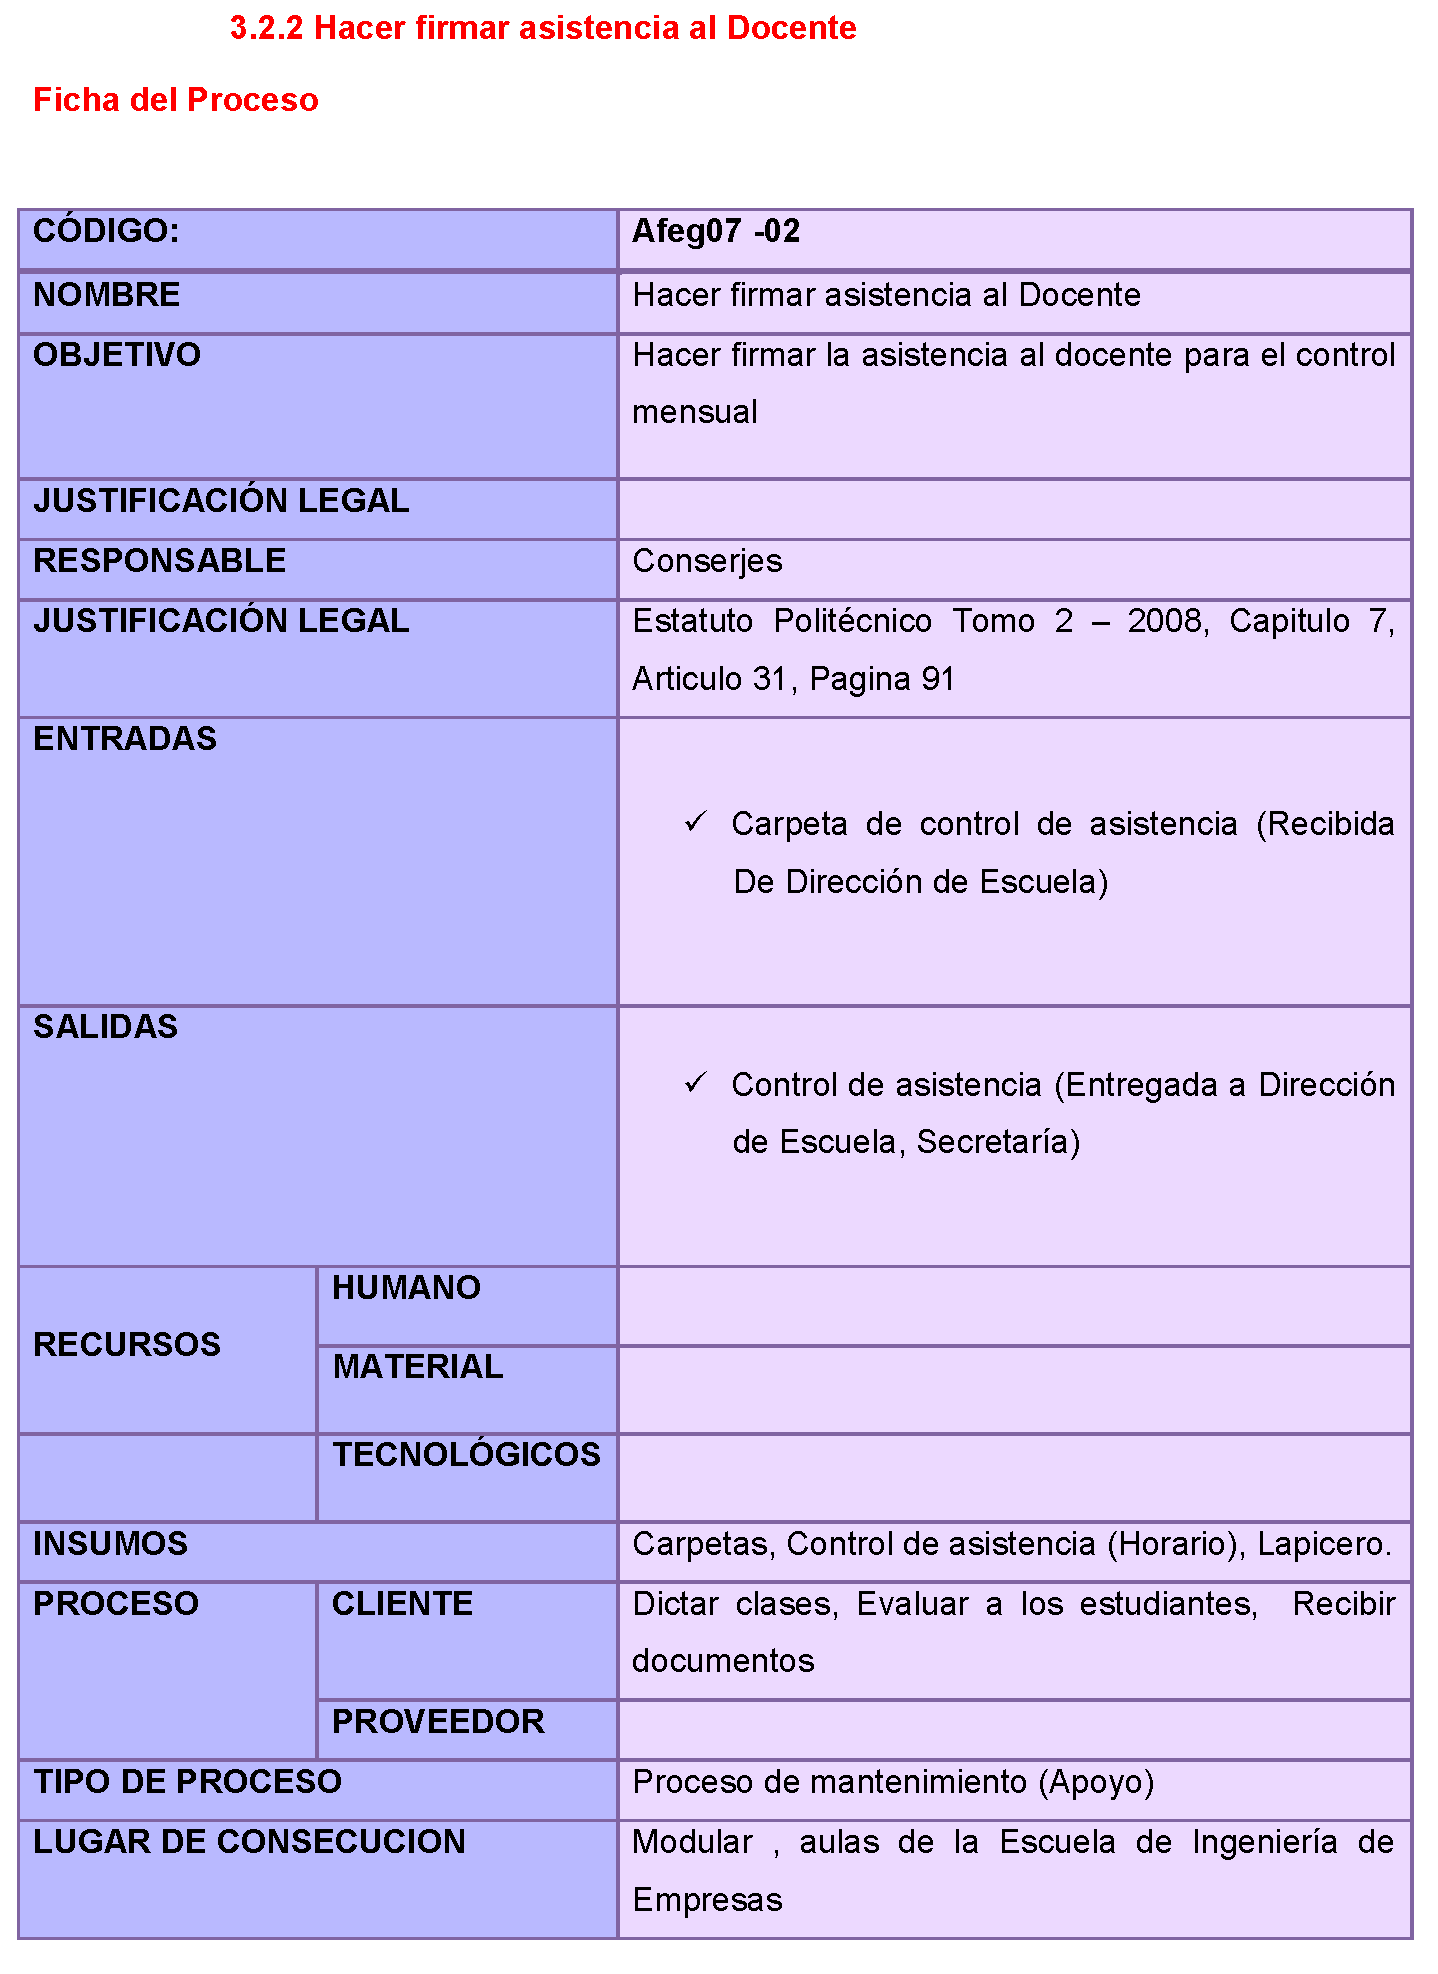 3.2.2 Hacer firmar asistencia al Docente
Ficha del Proceso
CÓDIGO: Afeg07 -02
NOMBRE Hacer firmar asistencia al Docente
OBJETIVO Hacer firmar la asistencia al docente para el control
mensual
JUSTIFICACIÓN LEGAL
RESPONSABLE Conserjes
JUSTIFICACIÓN LEGAL Estatuto Politécnico Tomo 2 – 2008, Capitulo 7,
Articulo 31, Pagina 91
ENTRADAS
✓ Carpeta de control de asistencia (Recibida
De Dirección de Escuela)
SALIDAS
✓ Control de asistencia (Entregada a Dirección
de Escuela, Secretaría)
HUMANO
RECURSOS
MATERIAL
TECNOLÓGICOS
INSUMOS Carpetas, Control de asistencia (Horario), Lapicero.
PROCESO CLIENTE Dictar clases, Evaluar a los estudiantes, Recibir
documentos
PROVEEDOR
TIPO DE PROCESO Proceso de mantenimiento (Apoyo)
LUGAR DE CONSECUCION Modular , aulas de la Escuela de Ingeniería de
Empresas